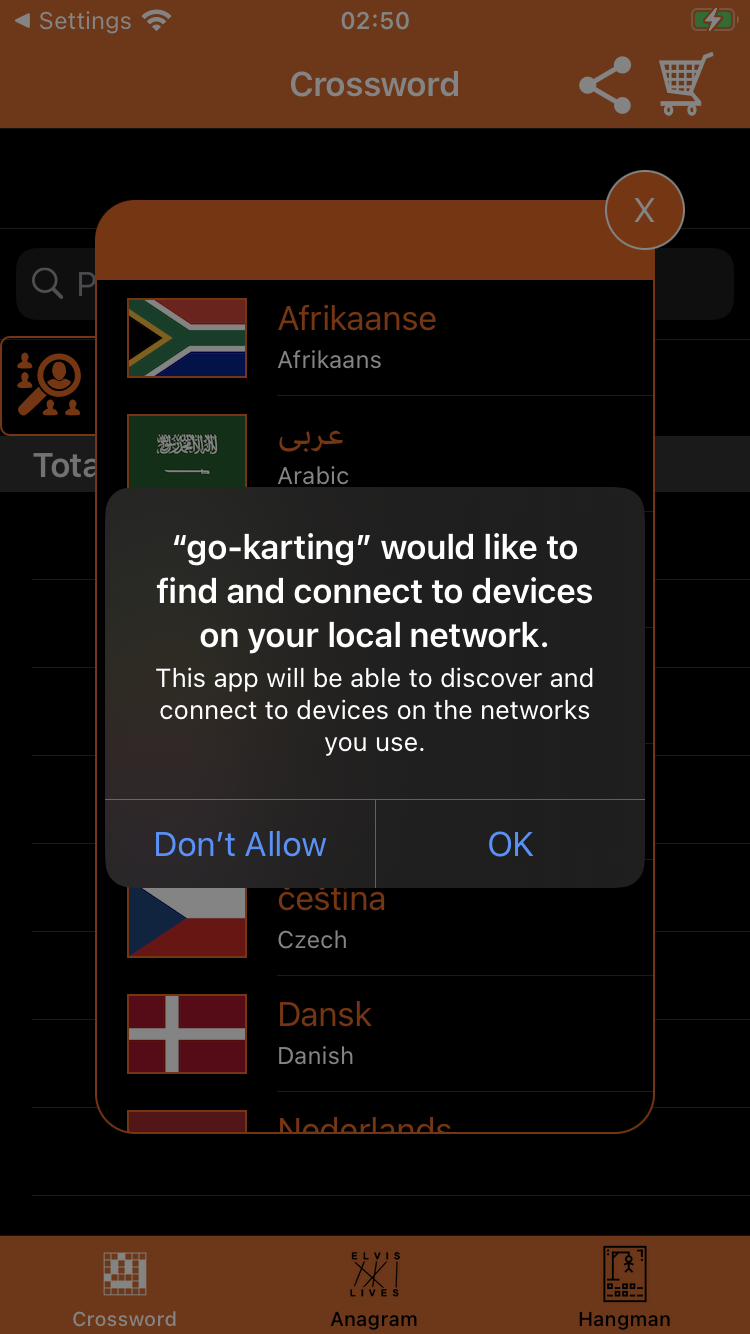 Settings
02:50
Crossword
X
P
Afrikaanse
Afrikaans
عربى
Arabic
Tota
“go-karting” would like to
find and connect to devices
on your local network.
This app will be able to discover and
connect to devices on the networks
you use.
Don’t Allow
OK
čeština
Czech
Dansk
Danish
Nederlands
Crossword
ELVIS
LIVES
Anagram
Hangman